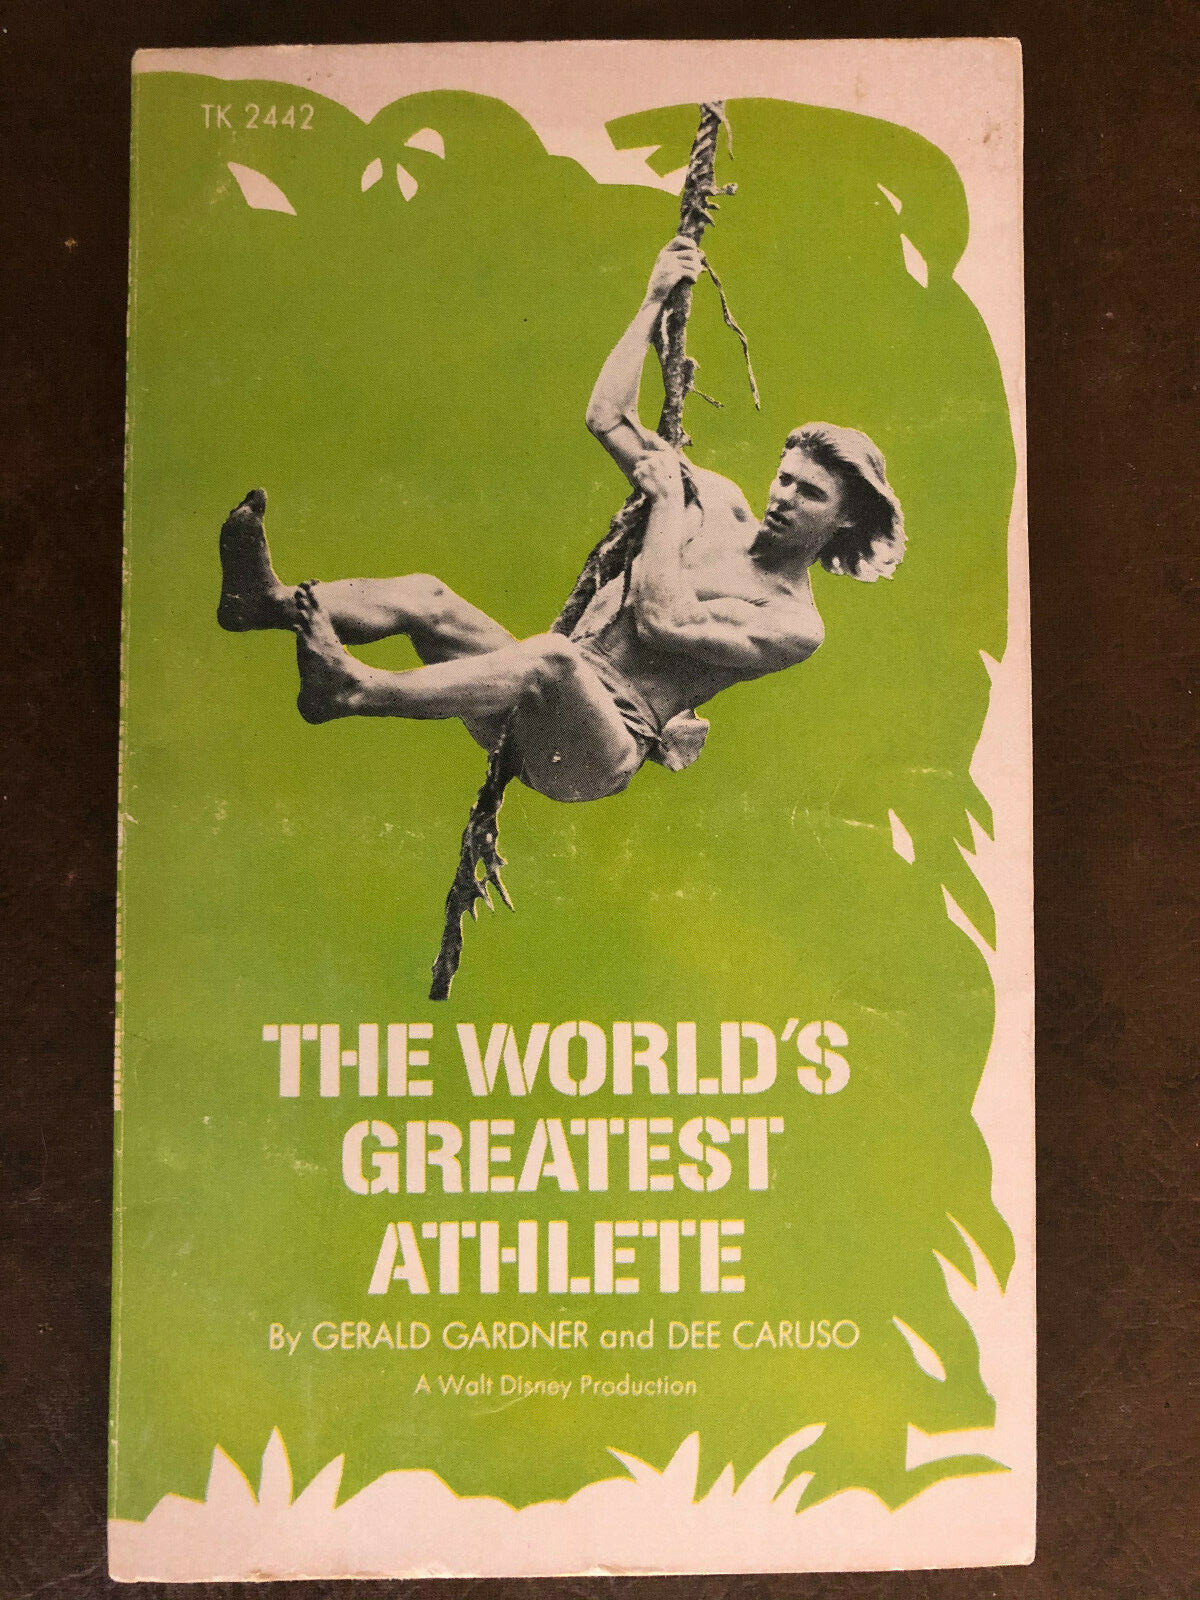 TK 2442
THE WORLD'S
GREATEST
ATHLETE
By GERALD GARDNER and DEE CARUSO
A Walt Disney Production